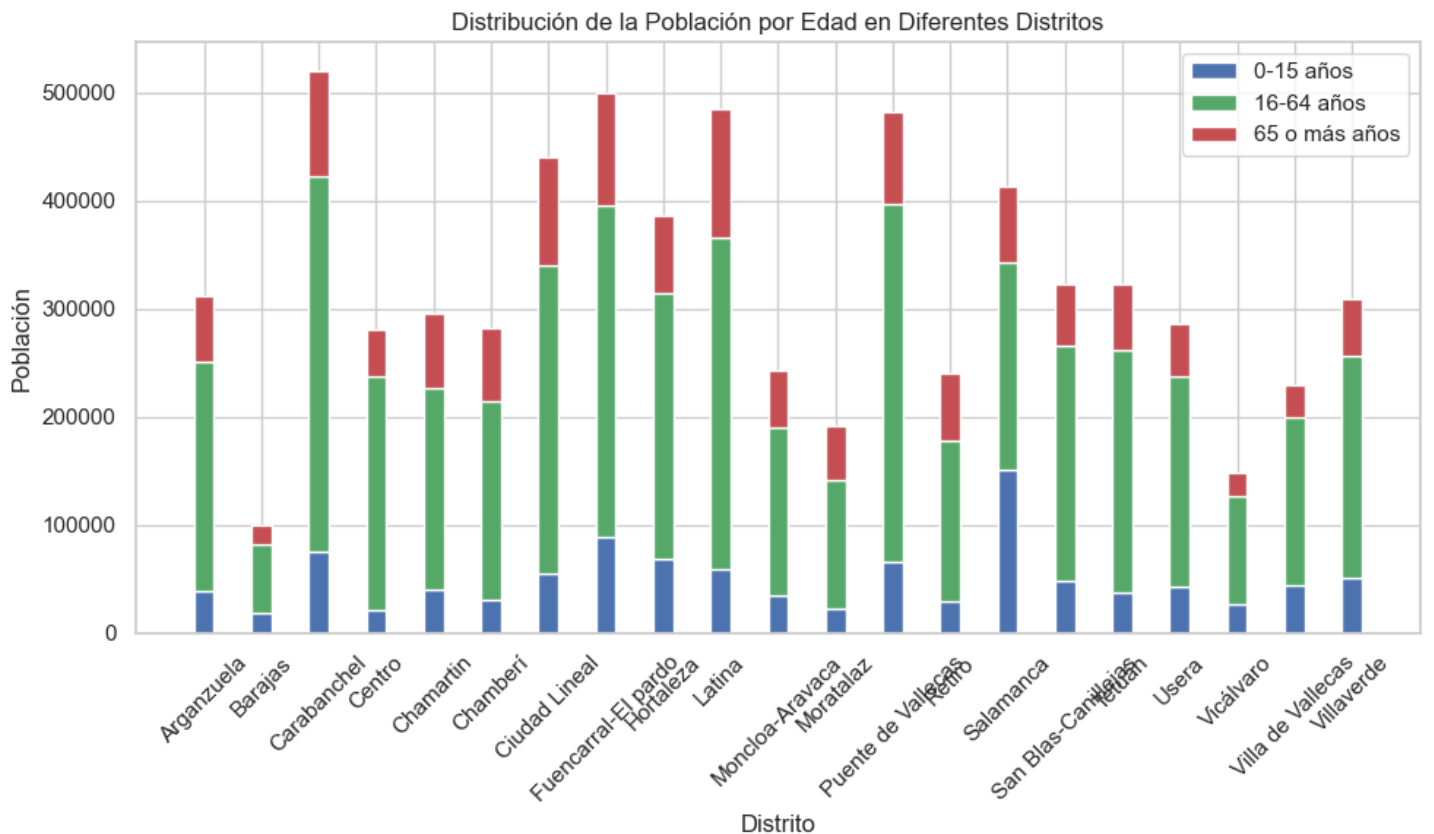 Distribución de la Población por Edad en Diferentes Distritos
0-15 años
16-64 años
65 o más años
Población
500000
400000
300000
200000
100000
0
Arganzuela
Barajas
Carabanchel
Centro
Chamartin
Chamberí
Ciudad Lineal
Fuencarral-El pardo
Hortaleza
Latina
Moncloa-Aravaca
Moratalaz
Puente de Vallecas
Retiro
Salamanca
San Blas-Canillejas
Tetuán
Usera
Vicálvaro
Villa de Vallecas
Villaverde
Distrito